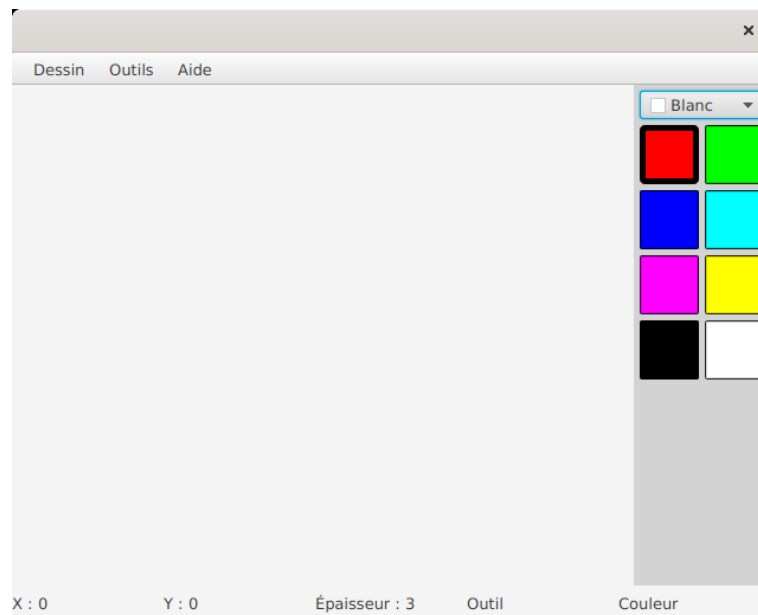 Dessin Outils Aide
Blanc
X : 0 Y : 0 Épaisseur : 3 Outil Couleur